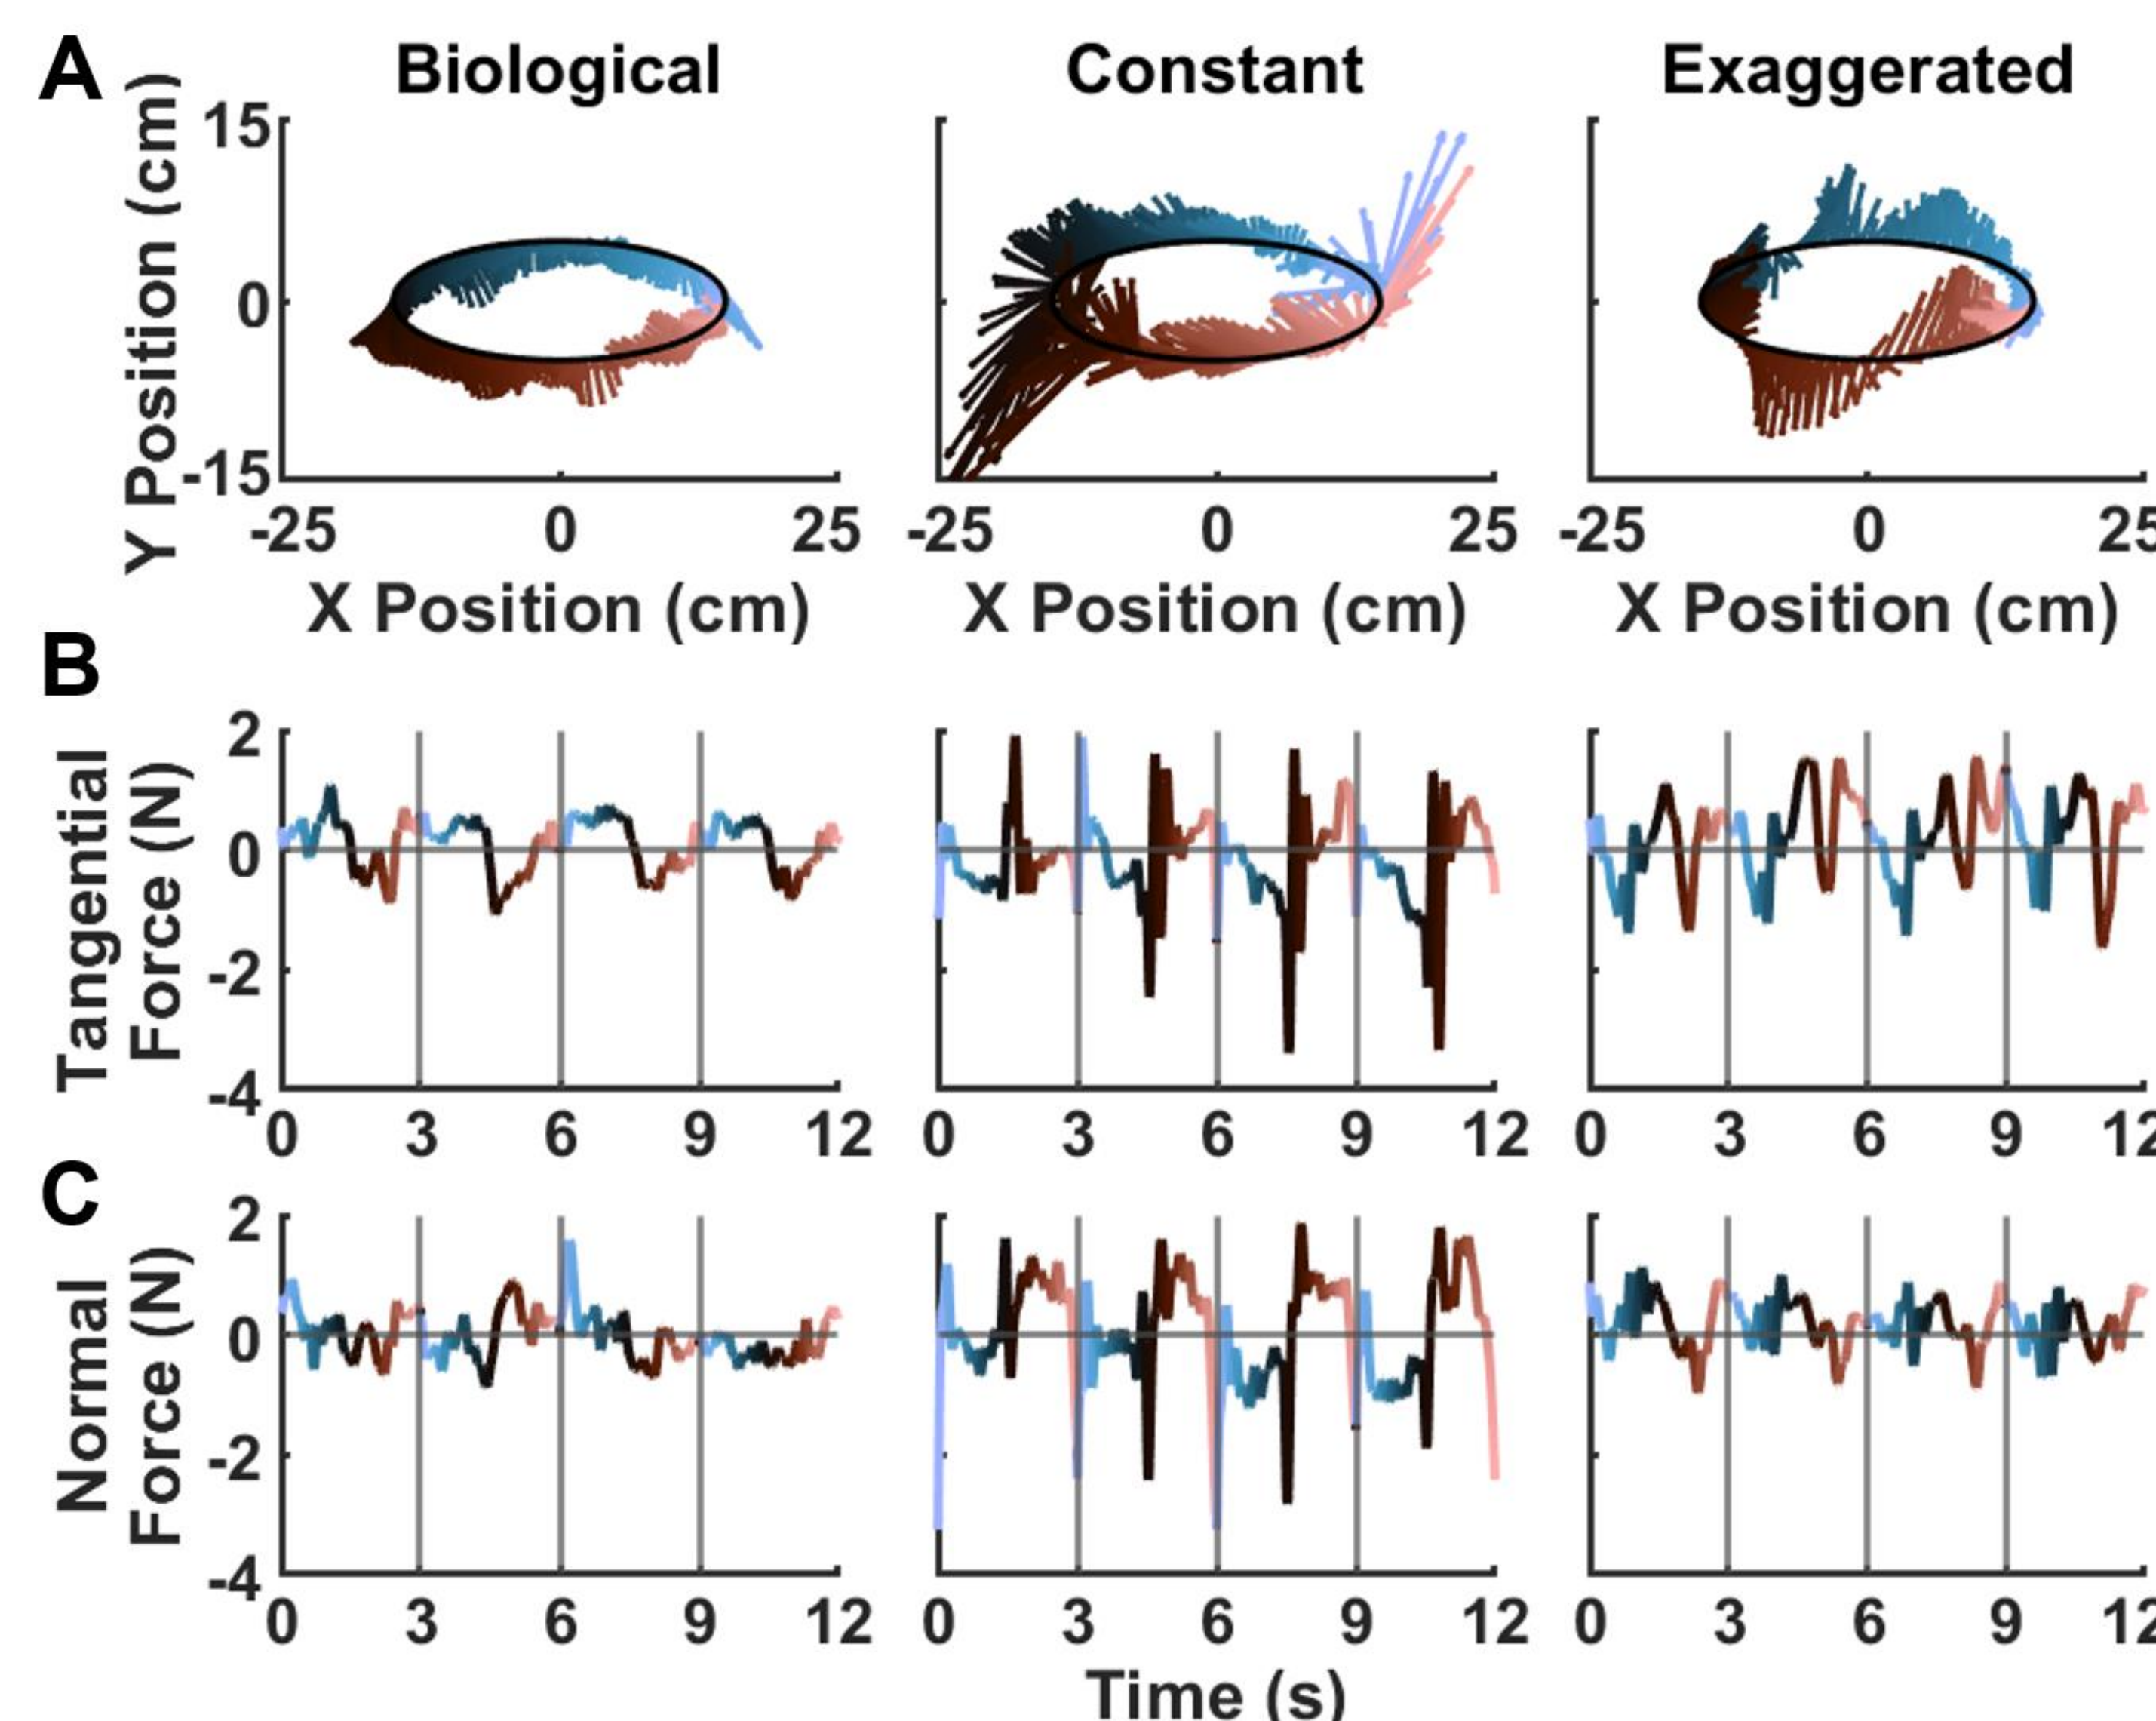 A
Biological Constant Exaggerated
Y Position (cm)
15
0
-15
-25 0 25 -25 0 25 -25 0 25
X Position (cm) X Position (cm) X Position (cm)
B
Tangential
Force (N)
2
0
-2
-4
0 3 6 9 12 0 3 6 9 12 0 3 6 9 12
C
Normal
Force (N)
2
0
-2
-4
0 3 6 9 12 0 3 6 9 12 0 3 6 9 12
Time (s)